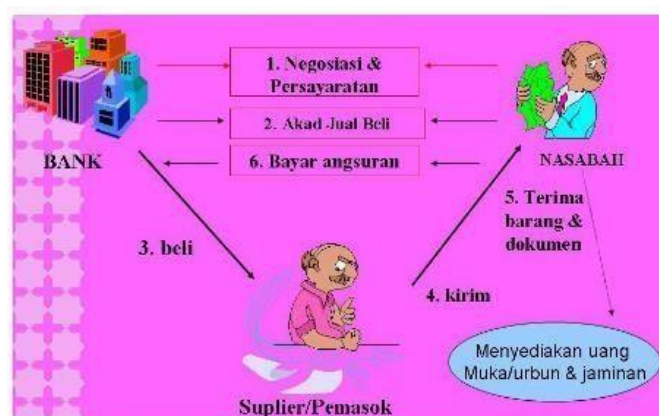 1. Negosiasi &
Persayaratan
2. Akad Jual Beli
6. Bayar angsuran
BANK
NASABAH
5. Terima
barang &
dokumen
3. beli
4. kirim
Menyediakan uang
Muka/urbun & jaminan
Suplier/Pemasok